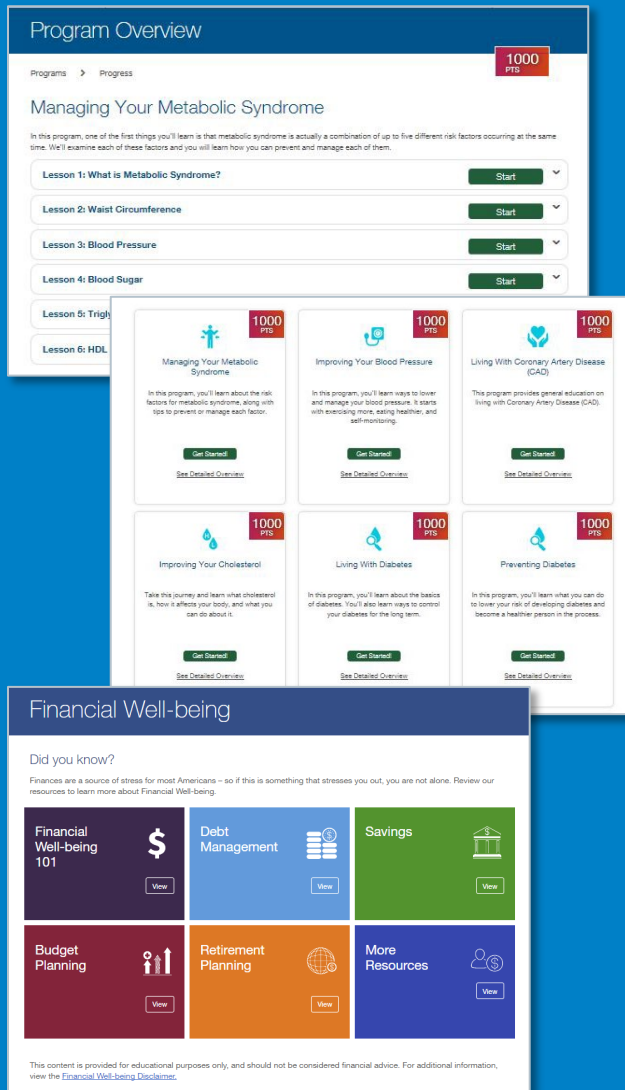 Program Overview
1000
PTS
Programs > Progress
Managing Your Metabolic Syndrome
In this program, one of the first things you'll learn is that metabolic syndrome is actually a combination of up to five different risk factors occurring at the same
time. We'll examine each of these factors and you will learn how you can prevent and manage each of them.
Lesson 1: What is Metabolic Syndrome?
Start
Lesson 2: Waist Circumference
Start
Lesson 3: Blood Pressure
Start
Lesson 4: Blood Sugar
Start
Lesson 5: Trigly
Lesson 6: HDL
1000
PTS
Managing Your Metabolic
Syndrome
In this program, you'll learn about the risk
factors for metabolic syndrome, along with
tips to prevent or manage each factor.
Get Started!
See Detailed Overview
1000
PTS
Improving Your Blood Pressure
In this program, you'll learn ways to lower
and manage your blood pressure. It starts
with exercising more, eating healthier, and
self-monitoring.
Get Started!
See Detailed Overview
1000
PTS
Living With Coronary Artery Disease
(CAD)
This program provides general education on
living with Coronary Artery Disease (CAD).
Get Started!
See Detailed Overview
1000
PTS
H
L
Improving Your Cholesterol
Take this journey and learn what cholesterol
is, how it affects your body, and what you
can do about it.
Get Started!
See Detailed Overview
1000
PTS
Living With Diabetes
In this program, you'll learn about the basics
of diabetes. You'll also learn ways to control
your diabetes for the long term.
Get Started!
See Detailed Overview
1000
PTS
Preventing Diabetes
In this program, you'll learn what you can do
to lower your risk of developing diabetes and
become a healthier person in the process.
Get Started!
See Detailed Overview
Financial Well-being
Did you know?
Finances are a source of stress for most Americans – so if this is something that stresses you out, you are not alone. Review our
resources to learn more about Financial Well-being.
Financial
Well-being
101
$
View
Debt
Management
$
View
Savings
$
View
Budget
Planning
View
Retirement
Planning
$
View
More
Resources
$
View
This content is provided for educational purposes only, and should not be considered financial advice. For additional information,
view the Financial Well-being Disclaimer.